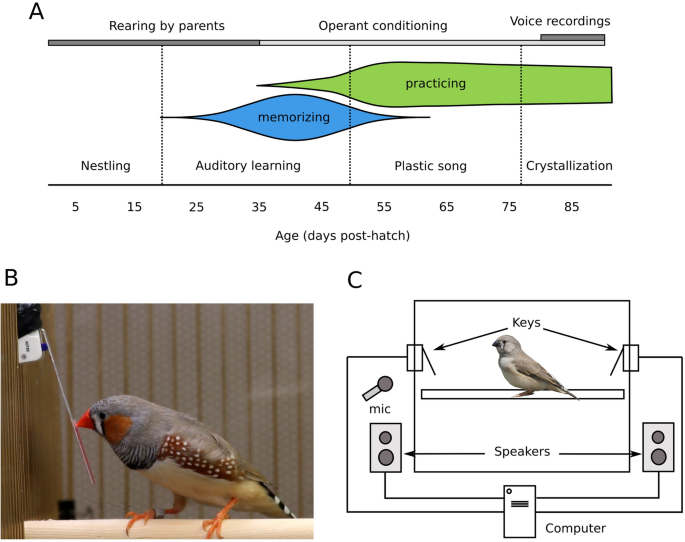 A
Rearing by parents
Operant conditioning
Voice recordings
practicing
memorizing
Nestling
Auditory learning
Plastic song
Crystallization
5 15 25 35 45 55 65 75 85
Age (days post-hatch)
B
C
Keys
mic
Speakers
Computer